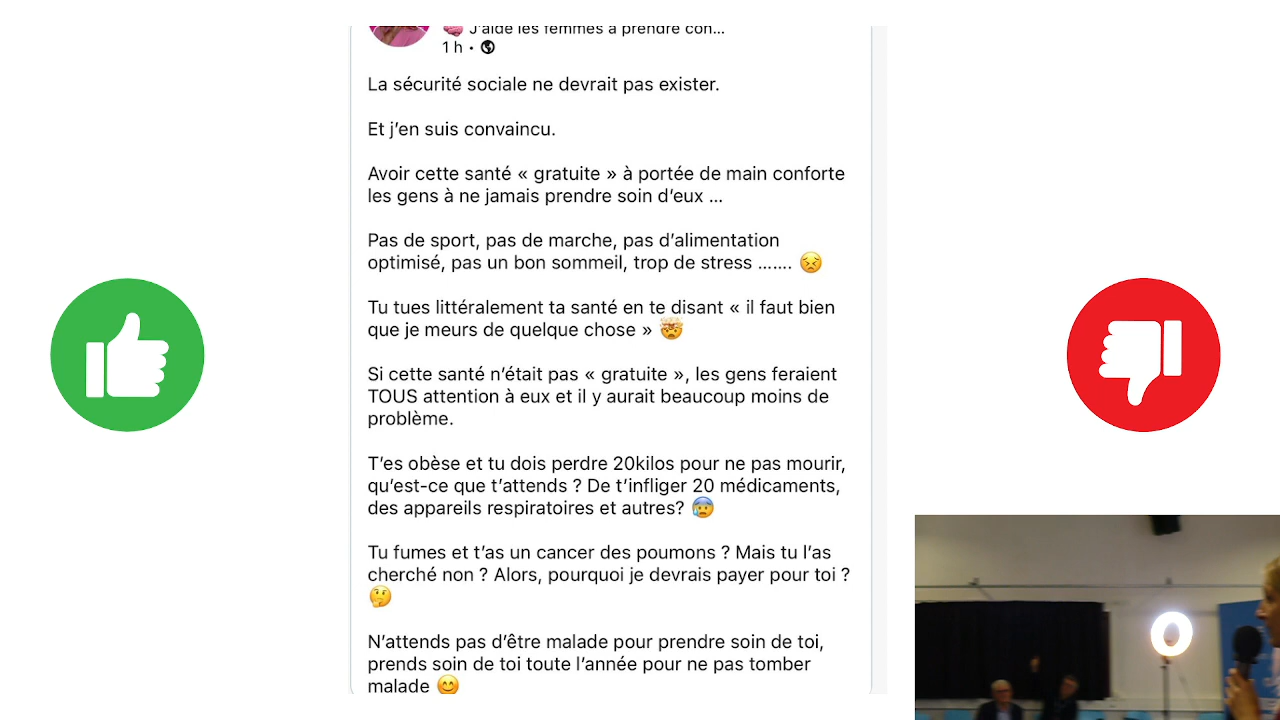 🧠 J'aide les femmes à prendre con...
1 h •
La sécurité sociale ne devrait pas exister.
Et j'en suis convaincu.
Avoir cette santé « gratuite » à portée de main conforte
les gens à ne jamais prendre soin d'eux ...
Pas de sport, pas de marche, pas d'alimentation
optimisé, pas un bon sommeil, trop de stress ....... 😣
Tu tues littéralement ta santé en te disant « il faut bien
que je meurs de quelque chose » 🤯
Si cette santé n'était pas « gratuite », les gens feraient
TOUS attention à eux et il y aurait beaucoup moins de
problème.
T'es obèse et tu dois perdre 20kilos pour ne pas mourir,
qu'est-ce que t'attends ? De t'infliger 20 médicaments,
des appareils respiratoires et autres? 😰
Tu fumes et t'as un cancer des poumons ? Mais tu l'as
cherché non ? Alors, pourquoi je devrais payer pour toi ?
🤔
N'attends pas d'être malade pour prendre soin de toi,
prends soin de toi toute l'année pour ne pas tomber
malade 😊